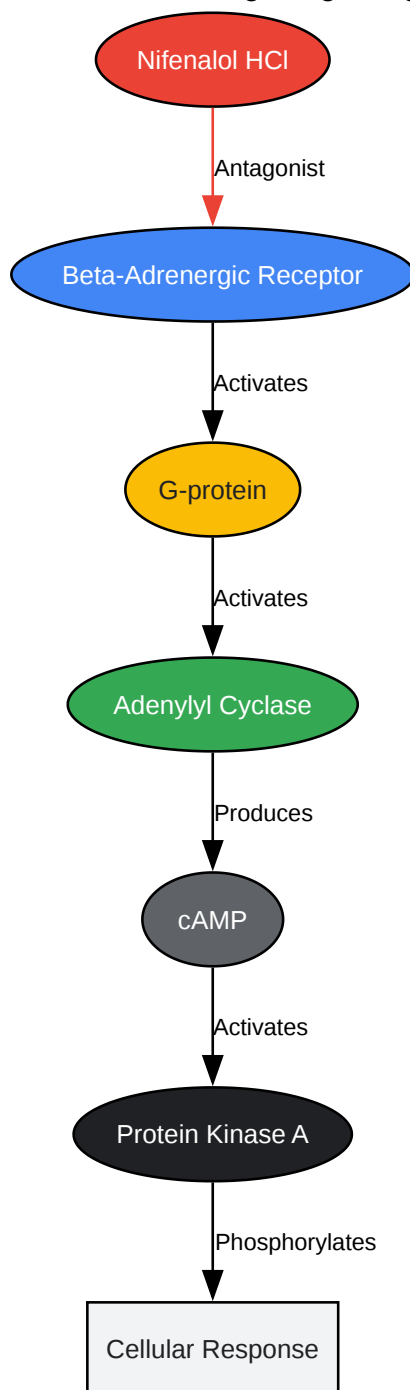 Nifenalol HCl
Antagonist
Beta-Adrenergic Receptor
Activates
G-protein
Activates
Adenylyl Cyclase
Produces
cAMP
Activates
Protein Kinase A
Phosphorylates
Cellular Response